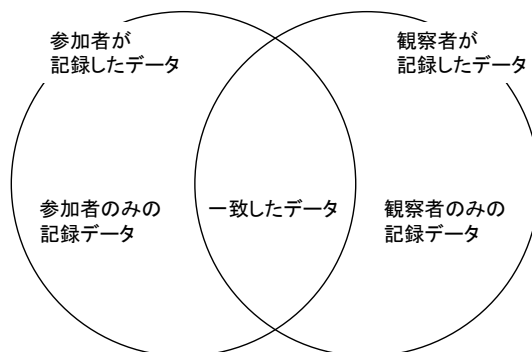 参加者が
記録したデータ
観察者が
記録したデータ
参加者のみの
記録データ
一致したデータ
観察者のみの
記録データ